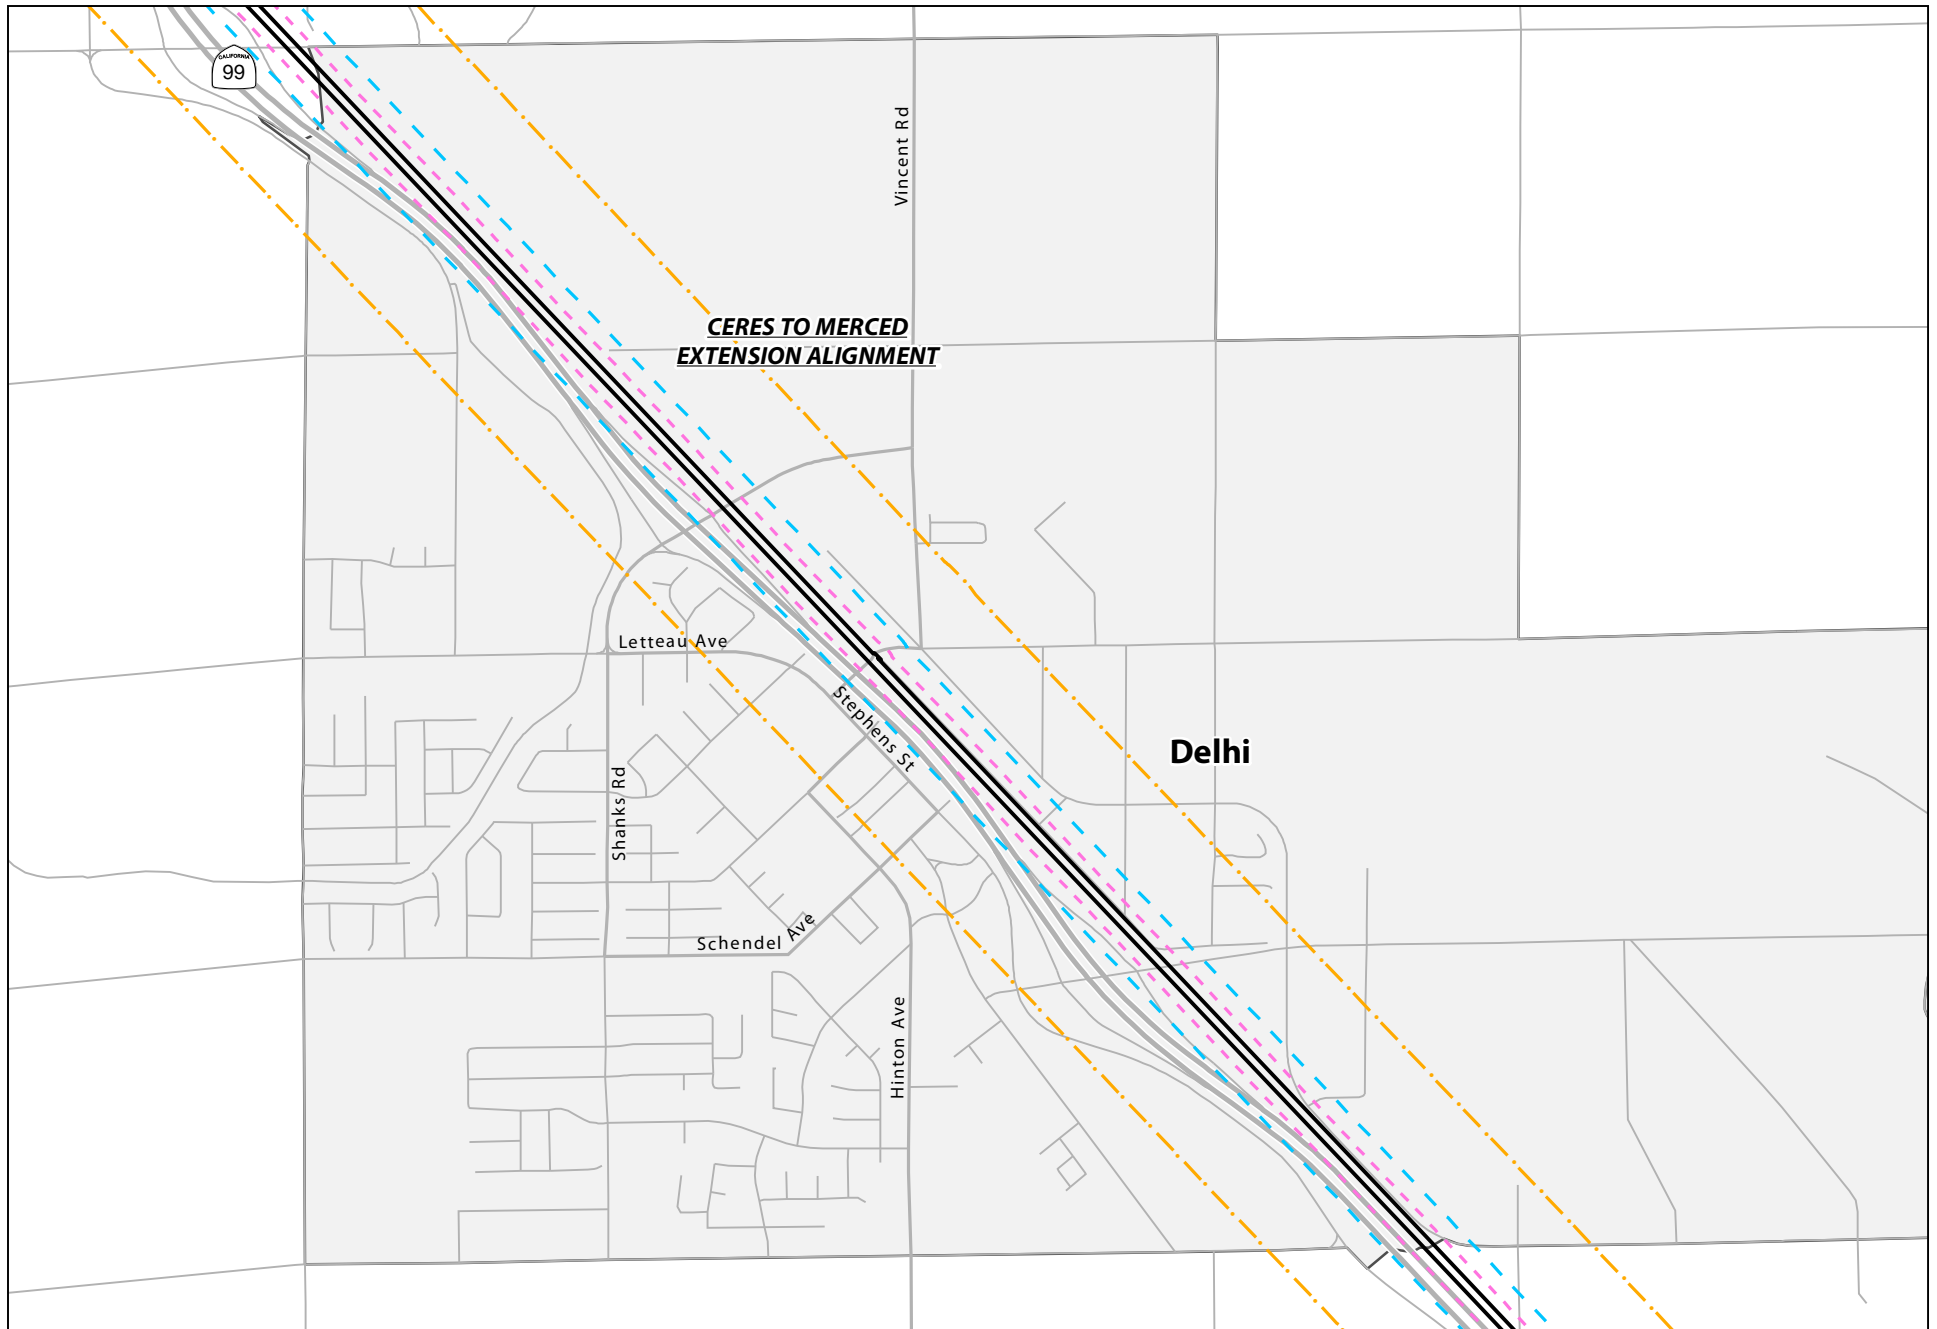 CALIFORNIA
99
Vincent Rd
CERES TO MERCED
EXTENSION ALIGNMENT
Letteau Ave
Stephens St
Delhi
Shanks Rd
Schendel Ave
Hinton Ave